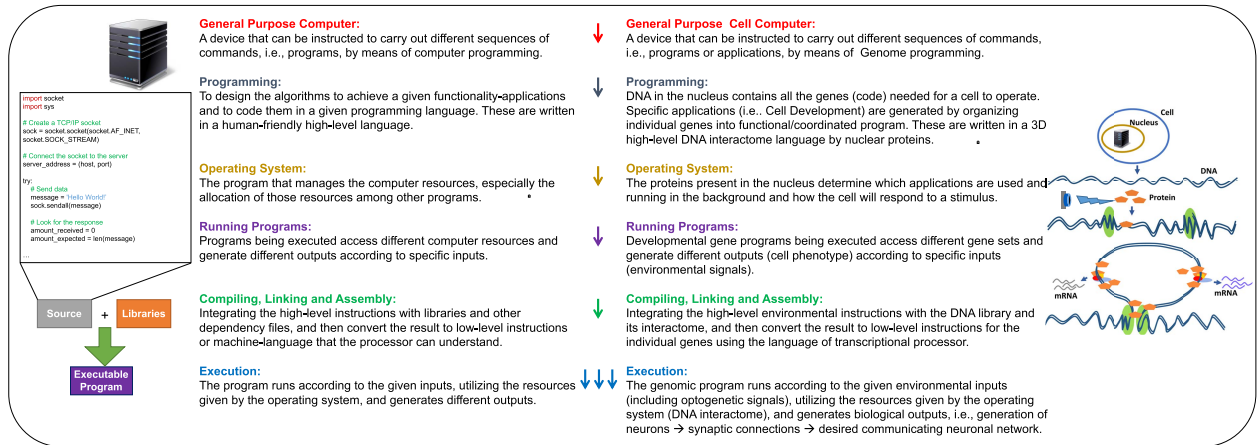 import socket
import sys
# Create a TCP/IP socket
sock = socket.socket(socket.AF_INET,
socket.SOCK_STREAM)
# Connect the socket to the server
server_address = (host, port)
try:
# Send data
message = 'Hello World!'
sock.sendall(message)
# Look for the response
amount_received = 0
amount_expected = len(message)
...
Source
+
Libraries
Executable
Program
General Purpose Computer:
A device that can be instructed to carry out different sequences of
commands, i.e., programs, by means of computer programming.
Programming:
To design the algorithms to achieve a given functionality-applications
and to code them in a given programming language. These are written
in a human-friendly high-level language.
Operating System:
The program that manages the computer resources, especially the
allocation of those resources among other programs.
Running Programs:
Programs being executed access different computer resources and
generate different outputs according to specific inputs.
Compiling, Linking and Assembly:
Integrating the high-level instructions with libraries and other
dependency files, and then convert the result to low-level instructions
or machine-language that the processor can understand.
Execution:
The program runs according to the given inputs, utilizing the resources
given by the operating system, and generates different outputs.
General Purpose Cell Computer:
A device that can be instructed to carry out different sequences of commands,
i.e., programs or applications, by means of Genome programming.
Programming:
DNA in the nucleus contains all the genes (code) needed for a cell to operate.
Specific applications (i.e.. Cell Development) are generated by organizing
individual genes into functional/coordinated program. These are written in a 3D
high-level DNA interactome language by nuclear proteins.
Operating System:
The proteins present in the nucleus determine which applications are used and
running in the background and how the cell will respond to a stimulus.
Running Programs:
Developmental gene programs being executed access different gene sets and
generate different outputs (cell phenotype) according to specific inputs
(environmental signals).
Compiling, Linking and Assembly:
Integrating the high-level environmental instructions with the DNA library and
its interactome, and then convert the result to low-level instructions for the
individual genes using the language of transcriptional processor.
Execution:
The genomic program runs according to the given environmental inputs
(including optogenetic signals), utilizing the resources given by the operating
system (DNA interactome), and generates biological outputs, i.e., generation of
neurons → synaptic connections → desired communicating neuronal network.
Cell
Nucleus
DNA
Protein
mRNA
mRNA